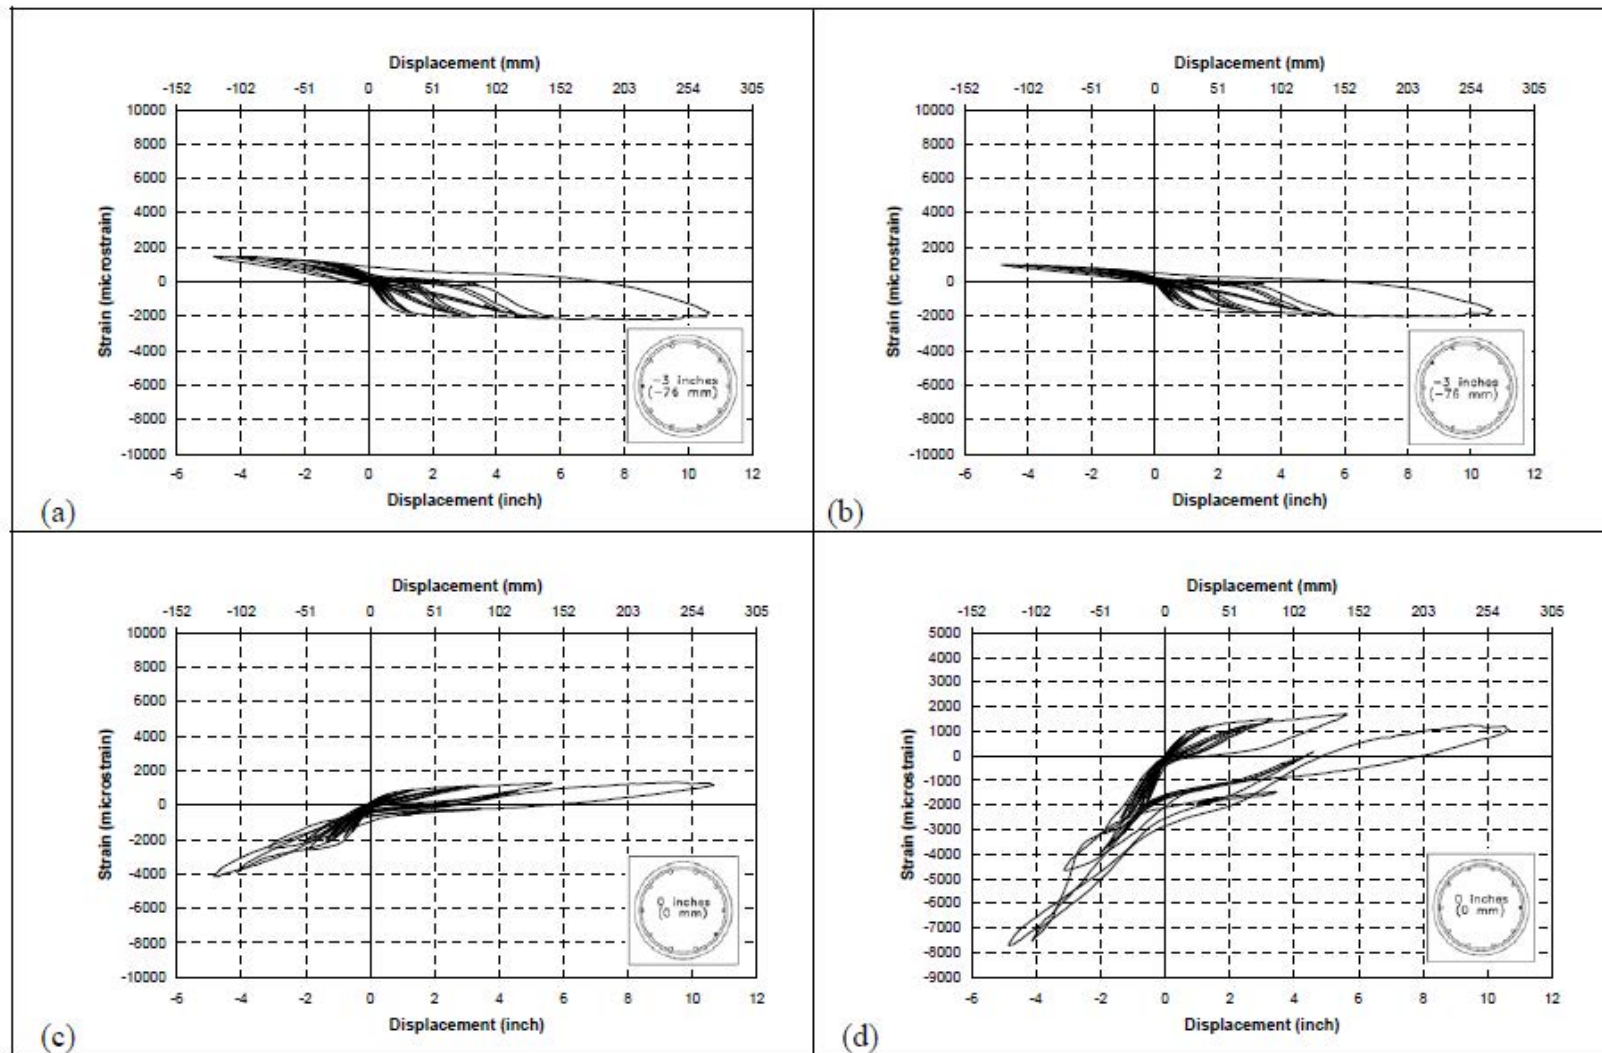 Displacement (mm)
-152 -102 -51 0 51 102 152 203 254 305
10000
8000
6000
4000
2000
0
-2000
-4000
-6000
-8000
-10000
Strain (microstrain)
-3 inches
(-76 mm)
-6 -4 -2 0 2 4 6 8 10 12
Displacement (inch)
(a)
Displacement (mm)
-152 -102 -51 0 51 102 152 203 254 305
10000
8000
6000
4000
2000
0
-2000
-4000
-6000
-8000
-10000
Strain (microstrain)
-3 inches
(-76 mm)
-6 -4 -2 0 2 4 6 8 10 12
Displacement (inch)
(b)
Displacement (mm)
-152 -102 -51 0 51 102 152 203 254 305
10000
8000
6000
4000
2000
0
-2000
-4000
-6000
-8000
-10000
Strain (microstrain)
0 inches
(0 mm)
-6 -4 -2 0 2 4 6 8 10 12
Displacement (inch)
(c)
Displacement (mm)
-152 -102 -51 0 51 102 152 203 254 305
5000
4000
3000
2000
1000
0
-1000
-2000
-3000
-4000
-5000
-6000
-7000
-8000
-9000
Strain (microstrain)
0 inches
(0 mm)
-6 -4 -2 0 2 4 6 8 10 12
Displacement (inch)
(d)